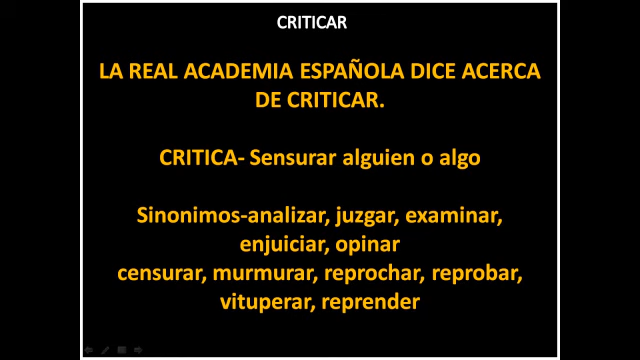 CRITICAR
LA REAL ACADEMIA ESPAÑOLA DICE ACERCA
DE CRITICAR.
CRITICA- Sensurar alguien o algo
Sinonimos-analizar, juzgar, examinar,
enjuiciar, opinar
censurar, murmurar, reprochar, reprobar,
vituperar, reprender